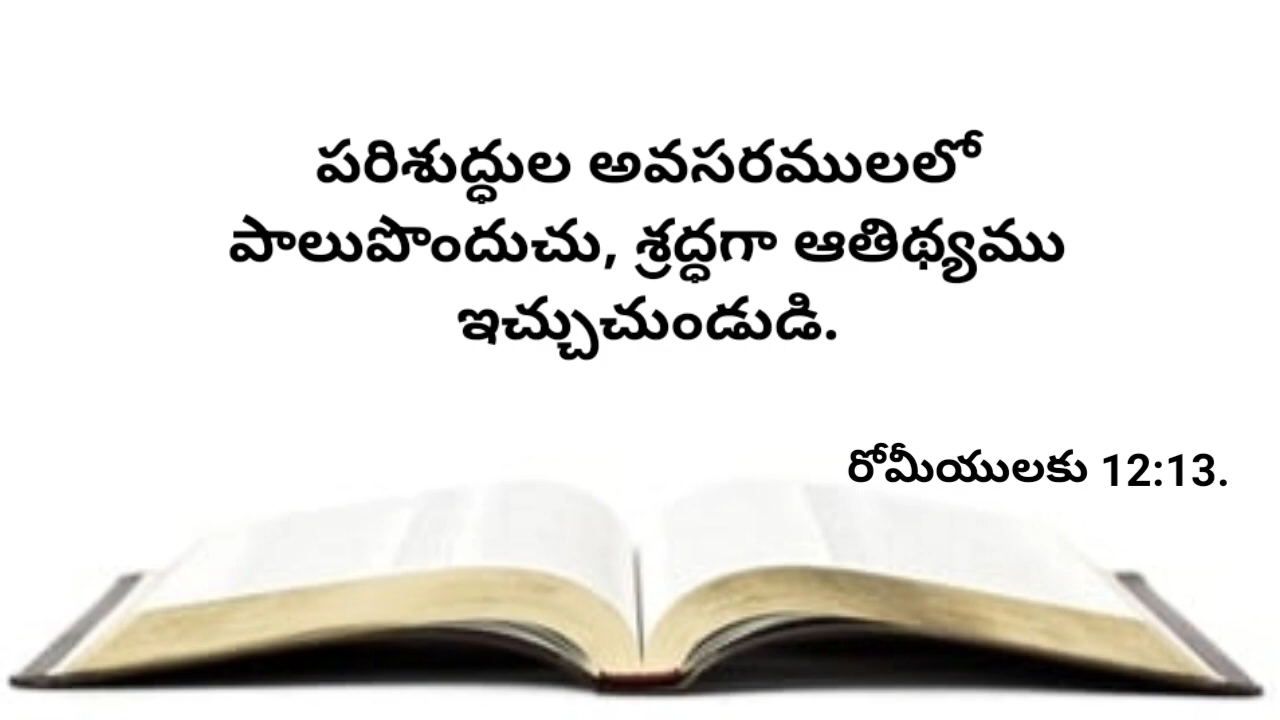 పరిశుద్ధుల అవసరములలో
పాలుపొందుచు, శ్రద్ధగా ఆతిథ్యము
ఇచ్చుచుండుడి.
రోమీయులకు 12:13.